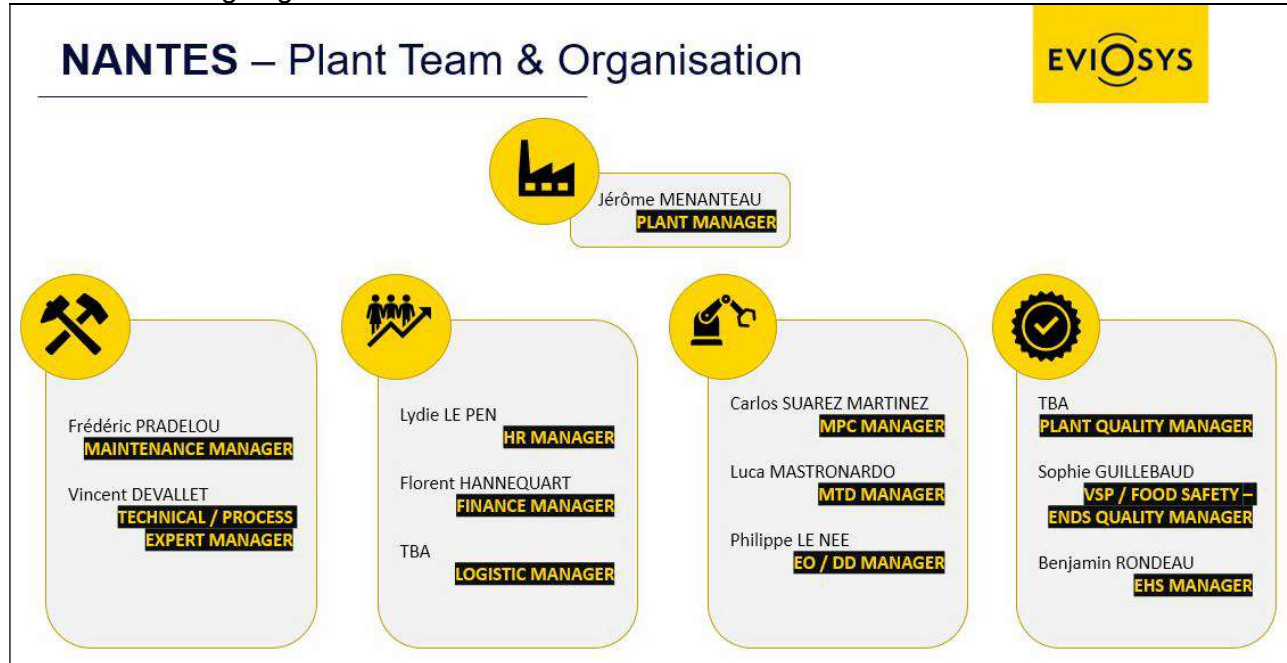 NANTES – Plant Team & Organisation
EVIOSYS
Jérôme MENANTEAU
PLANT MANAGER
Frédéric PRADELOU
MAINTENANCE MANAGER
Vincent DEVALLET
TECHNICAL / PROCESS
EXPERT MANAGER
Lydie LE PEN
HR MANAGER
Florent HANNEQUART
FINANCE MANAGER
TBA
LOGISTIC MANAGER
Carlos SUAREZ MARTINEZ
MPC MANAGER
Luca MASTRONARDO
MTD MANAGER
Philippe LE NEE
EO / DD MANAGER
TBA
PLANT QUALITY MANAGER
Sophie GUILLEBAUD
VSP / FOOD SAFETY –
ENDS QUALITY MANAGER
Benjamin RONDEAU
EHS MANAGER